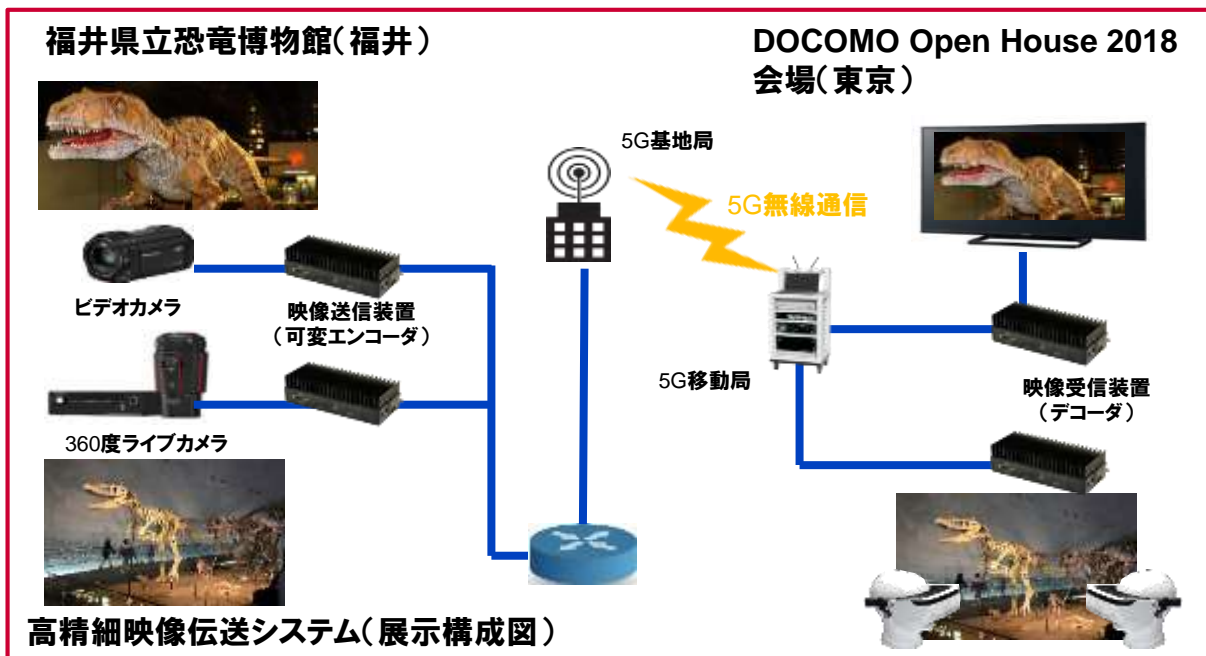 福井県立恐竜博物館(福井)
DOCOMO Open House 2018
会場(東京)
5G基地局
5G無線通信
ビデオカメラ
映像送信装置
(可変エンコーダ)
360度ライブカメラ
5G移動局
映像受信装置
(デコーダ)
高精細映像伝送システム(展示構成図)